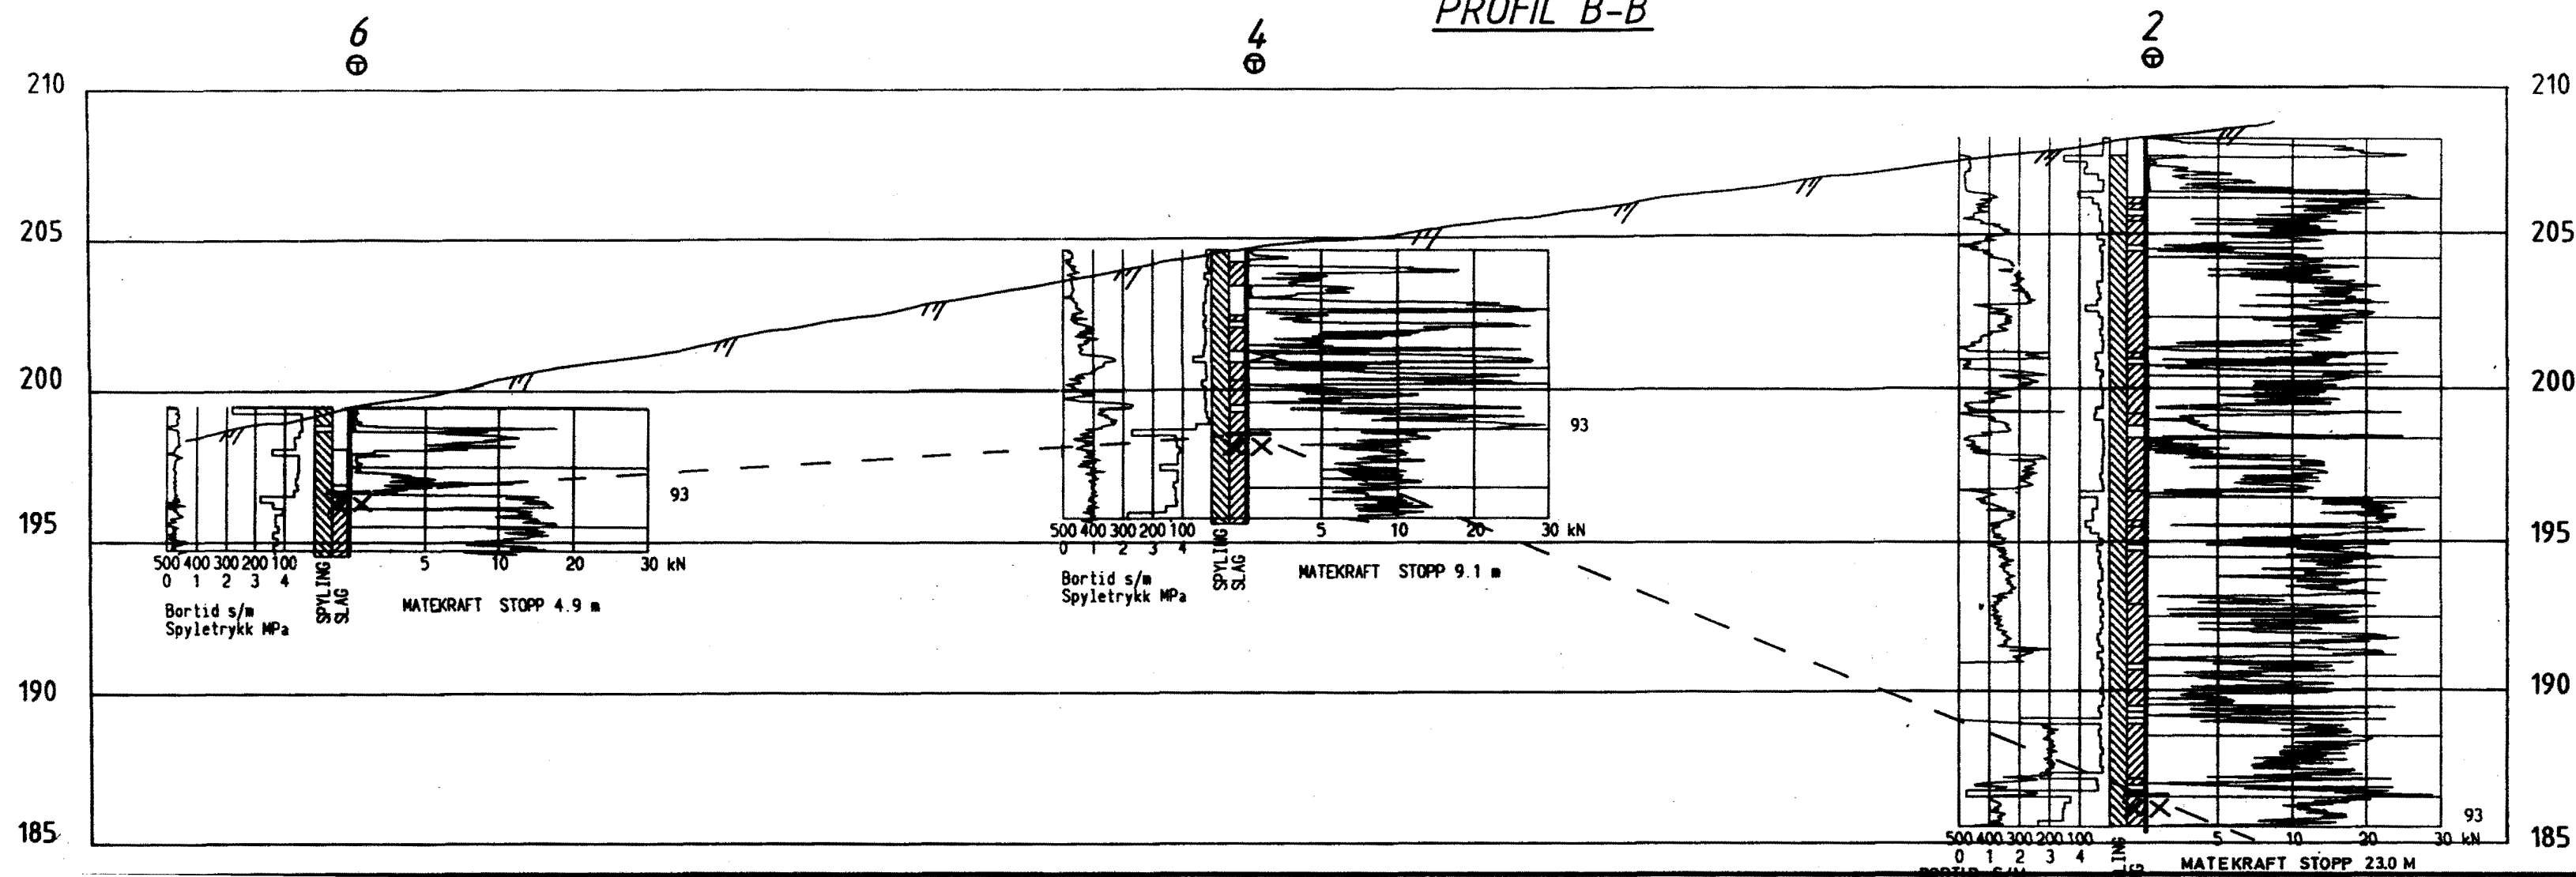 PROFIL B-B
6 4 2
T T T
210 210
205 205
200 200
195 195
190 190
185 185
93
500 400 300 200 100 5 10 20 30 kN
0 1 2 3 4
Bortid s/m
Spyletrykk MPa
SPYLING
SLAG
MATEKRAFT STOPP 4.9 m
93
500 400 300 200 100 5 10 20 30 kN
0 1 2 3 4
Bortid s/m
Spyletrykk MPa
SPYLING
SLAG
MATEKRAFT STOPP 9.1 m
93
500 400 300 200 100 5 10 20 30 kN
0 1 2 3 4
MATEKRAFT STOPP 23.0 M